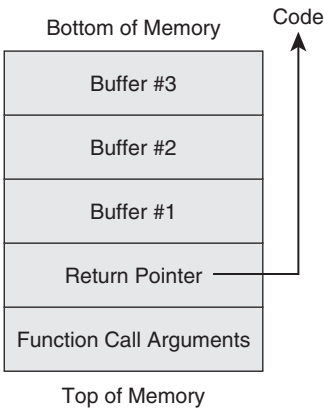 Code
Bottom of Memory
Buffer #3
Buffer #2
Buffer #1
Return Pointer
Function Call Arguments
Top of Memory